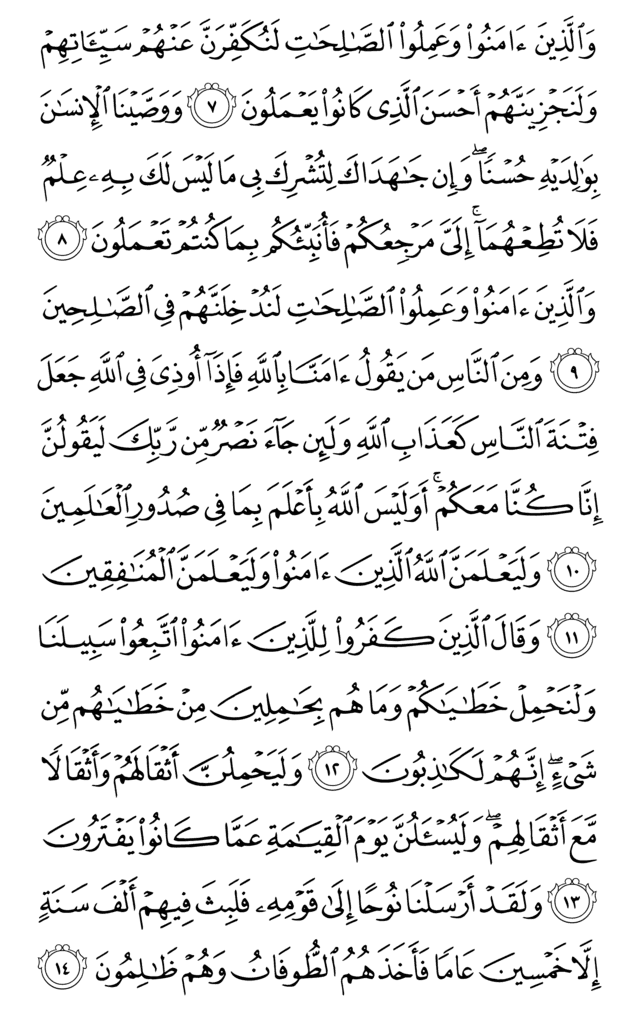 وَٱلَّذِينَ ءَامَنُوا۟ وَعَمِلُوا۟ ٱلصَّـٰلِحَـٰتِ لَنُكَفِّرَنَّ عَنْهُمْ سَيِّـَٔاتِهِمْ
وَلَنَجْزِيَنَّهُمْ أَحْسَنَ ٱلَّذِى كَانُوا۟ يَعْمَلُونَ ٧ وَوَصَّيْنَا ٱلْإِنسَـٰنَ
بِوَٰلِدَيْهِ حُسْنًا ۖ وَإِن جَـٰهَدَاكَ لِتُشْرِكَ بِى مَا لَيْسَ لَكَ بِهِۦ عِلْمٌ
فَلَا تُطِعْهُمَآ ۚ إِلَىَّ مَرْجِعُكُمْ فَأُنَبِّئُكُم بِمَا كُنتُمْ تَعْمَلُونَ ٨
وَٱلَّذِينَ ءَامَنُوا۟ وَعَمِلُوا۟ ٱلصَّـٰلِحَـٰتِ لَنُدْخِلَنَّهُمْ فِى ٱلصَّـٰلِحِينَ
٩ وَمِنَ ٱلنَّاسِ مَن يَقُولُ ءَامَنَّا بِٱللَّهِ فَإِذَآ أُوذِىَ فِى ٱللَّهِ جَعَلَ
فِتْنَةَ ٱلنَّاسِ كَعَذَابِ ٱللَّهِ وَلَئِن جَآءَ نَصْرٌ مِّن رَّبِّكَ لَيَقُولُنَّ
إِنَّا كُنَّا مَعَكُمْ ۚ أَوَلَيْسَ ٱللَّهُ بِأَعْلَمَ بِمَا فِى صُدُورِ ٱلْعَـٰلَمِينَ
١٠ وَلَيَعْلَمَنَّ ٱللَّهُ ٱلَّذِينَ ءَامَنُوا۟ وَلَيَعْلَمَنَّ ٱلْمُنَـٰفِقِينَ
١١ وَقَالَ ٱلَّذِينَ كَفَرُوا۟ لِلَّذِينَ ءَامَنُوا۟ ٱتَّبِعُوا۟ سَبِيلَنَا
وَلْنَحْمِلْ خَطَـٰيَـٰكُمْ وَمَا هُم بِحَـٰمِلِينَ مِنْ خَطَـٰيَـٰهُم مِّن
شَىْءٍ ۖ إِنَّهُمْ لَكَـٰذِبُونَ ١٢ وَلَيَحْمِلُنَّ أَثْقَالَهُمْ وَأَثْقَالًا
مَّعَ أَثْقَالِهِمْ ۖ وَلَيُسْـَٔلُنَّ يَوْمَ ٱلْقِيَـٰمَةِ عَمَّا كَانُوا۟ يَفْتَرُونَ
١٣ وَلَقَدْ أَرْسَلْنَا نُوحًا إِلَىٰ قَوْمِهِۦ فَلَبِثَ فِيهِمْ أَلْفَ سَنَةٍ
إِلَّا خَمْسِينَ عَامًا فَأَخَذَهُمُ ٱلطُّوفَانُ وَهُمْ ظَـٰلِمُونَ ١٤